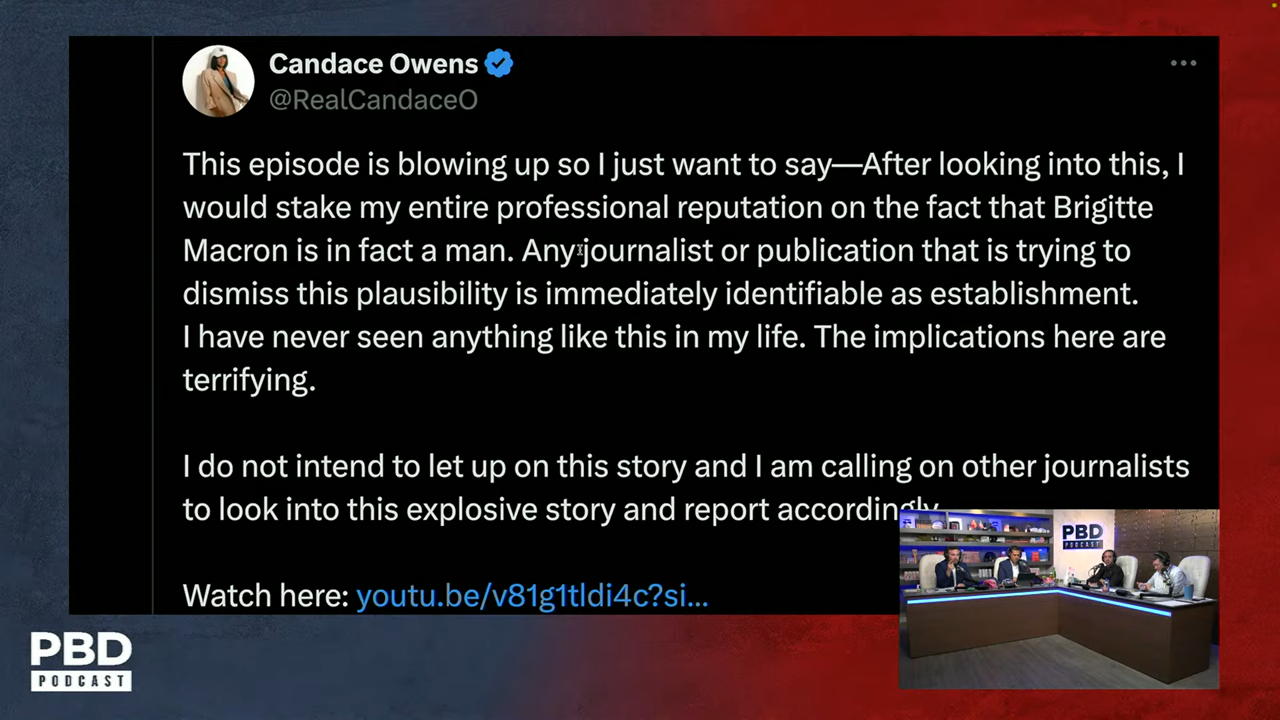 Candace Owens
@RealCandaceO
This episode is blowing up so I just want to say—After looking into this, I
would stake my entire professional reputation on the fact that Brigitte
Macron is in fact a man. Any journalist or publication that is trying to
dismiss this plausibility is immediately identifiable as establishment.
I have never seen anything like this in my life. The implications here are
terrifying.
I do not intend to let up on this story and I am calling on other journalists
to look into this explosive story and report accordingly
Watch here: youtu.be/v81g1tldi4c?si...
PBD
PODCAST
PBD
PODCAST